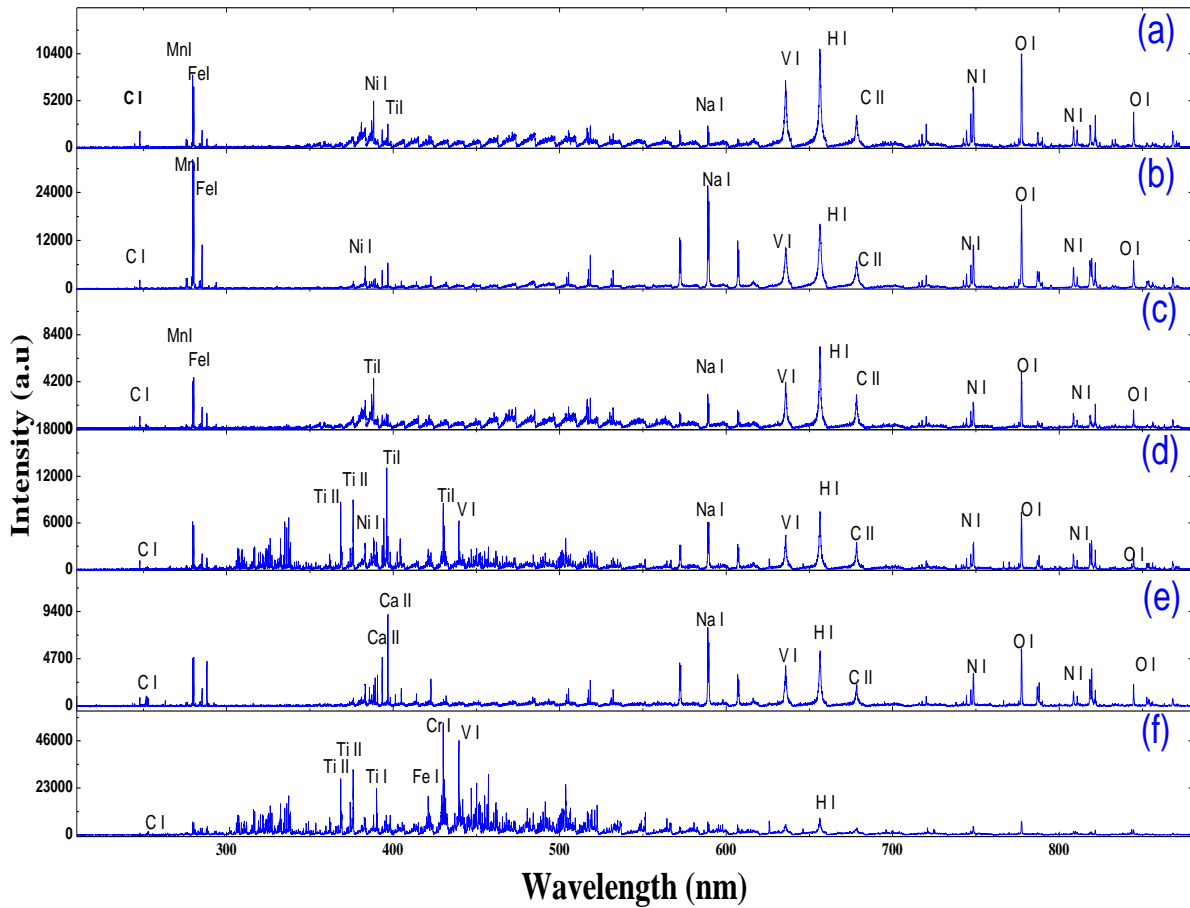 Intensity (a.u)
(a)
10400
5200
0
C I
MnI
FeI
Ni I
TiI
Na I
V I
H I
C II
N I
O I
N I
O I
(b)
24000
12000
0
C I
MnI
FeI
Ni I
Na I
V I
H I
C II
N I
O I
N I
O I
(c)
8400
4200
0
C I
MnI
FeI
TiI
Na I
V I
H I
C II
N I
O I
N I
O I
(d)
18000
12000
6000
0
C I
Ti II
Ti II
Ni I
TiI
TiI
V I
Na I
V I
H I
C II
N I
O I
N I
O I
(e)
9400
4700
0
C I
Ca II
Ca II
Na I
V I
H I
C II
N I
O I
N I
O I
(f)
46000
23000
0
C I
Ti II
Ti II
Ti I
Fe I
Cr I
V I
H I
300 400 500 600 700 800
Wavelength (nm)